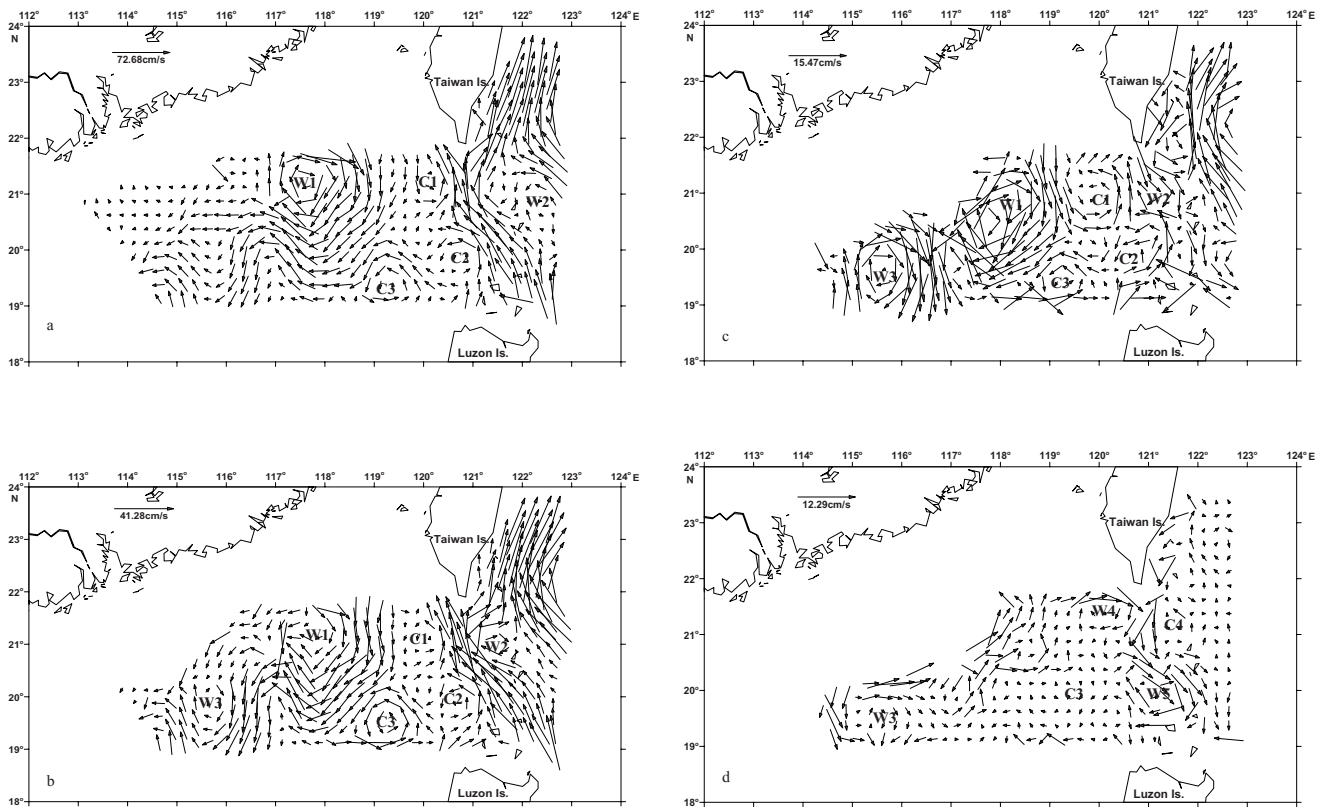 112° 113° 114° 115° 116° 117° 118° 119° 120° 121° 122° 123° 124° E
24°
N
23°
22°
21°
20°
19°
18°
72.68cm/s
Taiwan Is.
W1
C1
W2
C2
C3
a
Luzon Is.
112° 113° 114° 115° 116° 117° 118° 119° 120° 121° 122° 123° 124° E
24°
N
23°
22°
21°
20°
19°
18°
15.47cm/s
Taiwan Is.
W1
C1
W2
W3
C2
C3
c
Luzon Is.
112° 113° 114° 115° 116° 117° 118° 119° 120° 121° 122° 123° 124° E
24°
N
23°
22°
21°
20°
19°
18°
41.28cm/s
Taiwan Is.
W1
C1
W2
W3
C2
C3
b
Luzon Is.
112° 113° 114° 115° 116° 117° 118° 119° 120° 121° 122° 123° 124° E
24°
N
23°
22°
21°
20°
19°
18°
12.29cm/s
Taiwan Is.
W4
C4
C3
W5
W3
d
Luzon Is.